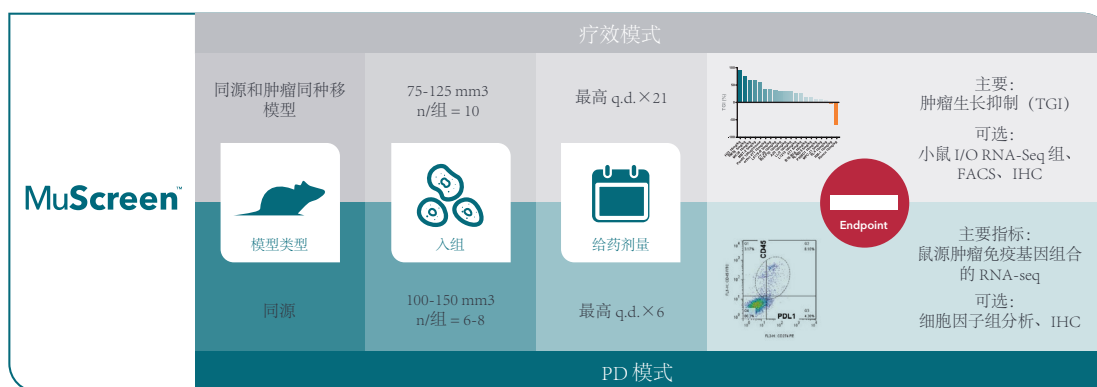 疗效模式
MuScreen™
同源和肿瘤同种移
模型
75-125 mm3
n/组 = 10
最高 q.d.×21
主要:
肿瘤生长抑制（TGI）
可选:
小鼠 I/O RNA-Seq 组、
FACS、IHC
模型类型
入组
给药剂量
Endpoint
同源
100-150 mm3
n/组 = 6-8
最高 q.d.×6
CD45
PDL1
主要指标:
鼠源肿瘤免疫基因组合
的 RNA-seq
可选:
细胞因子组分析、IHC
PD 模式